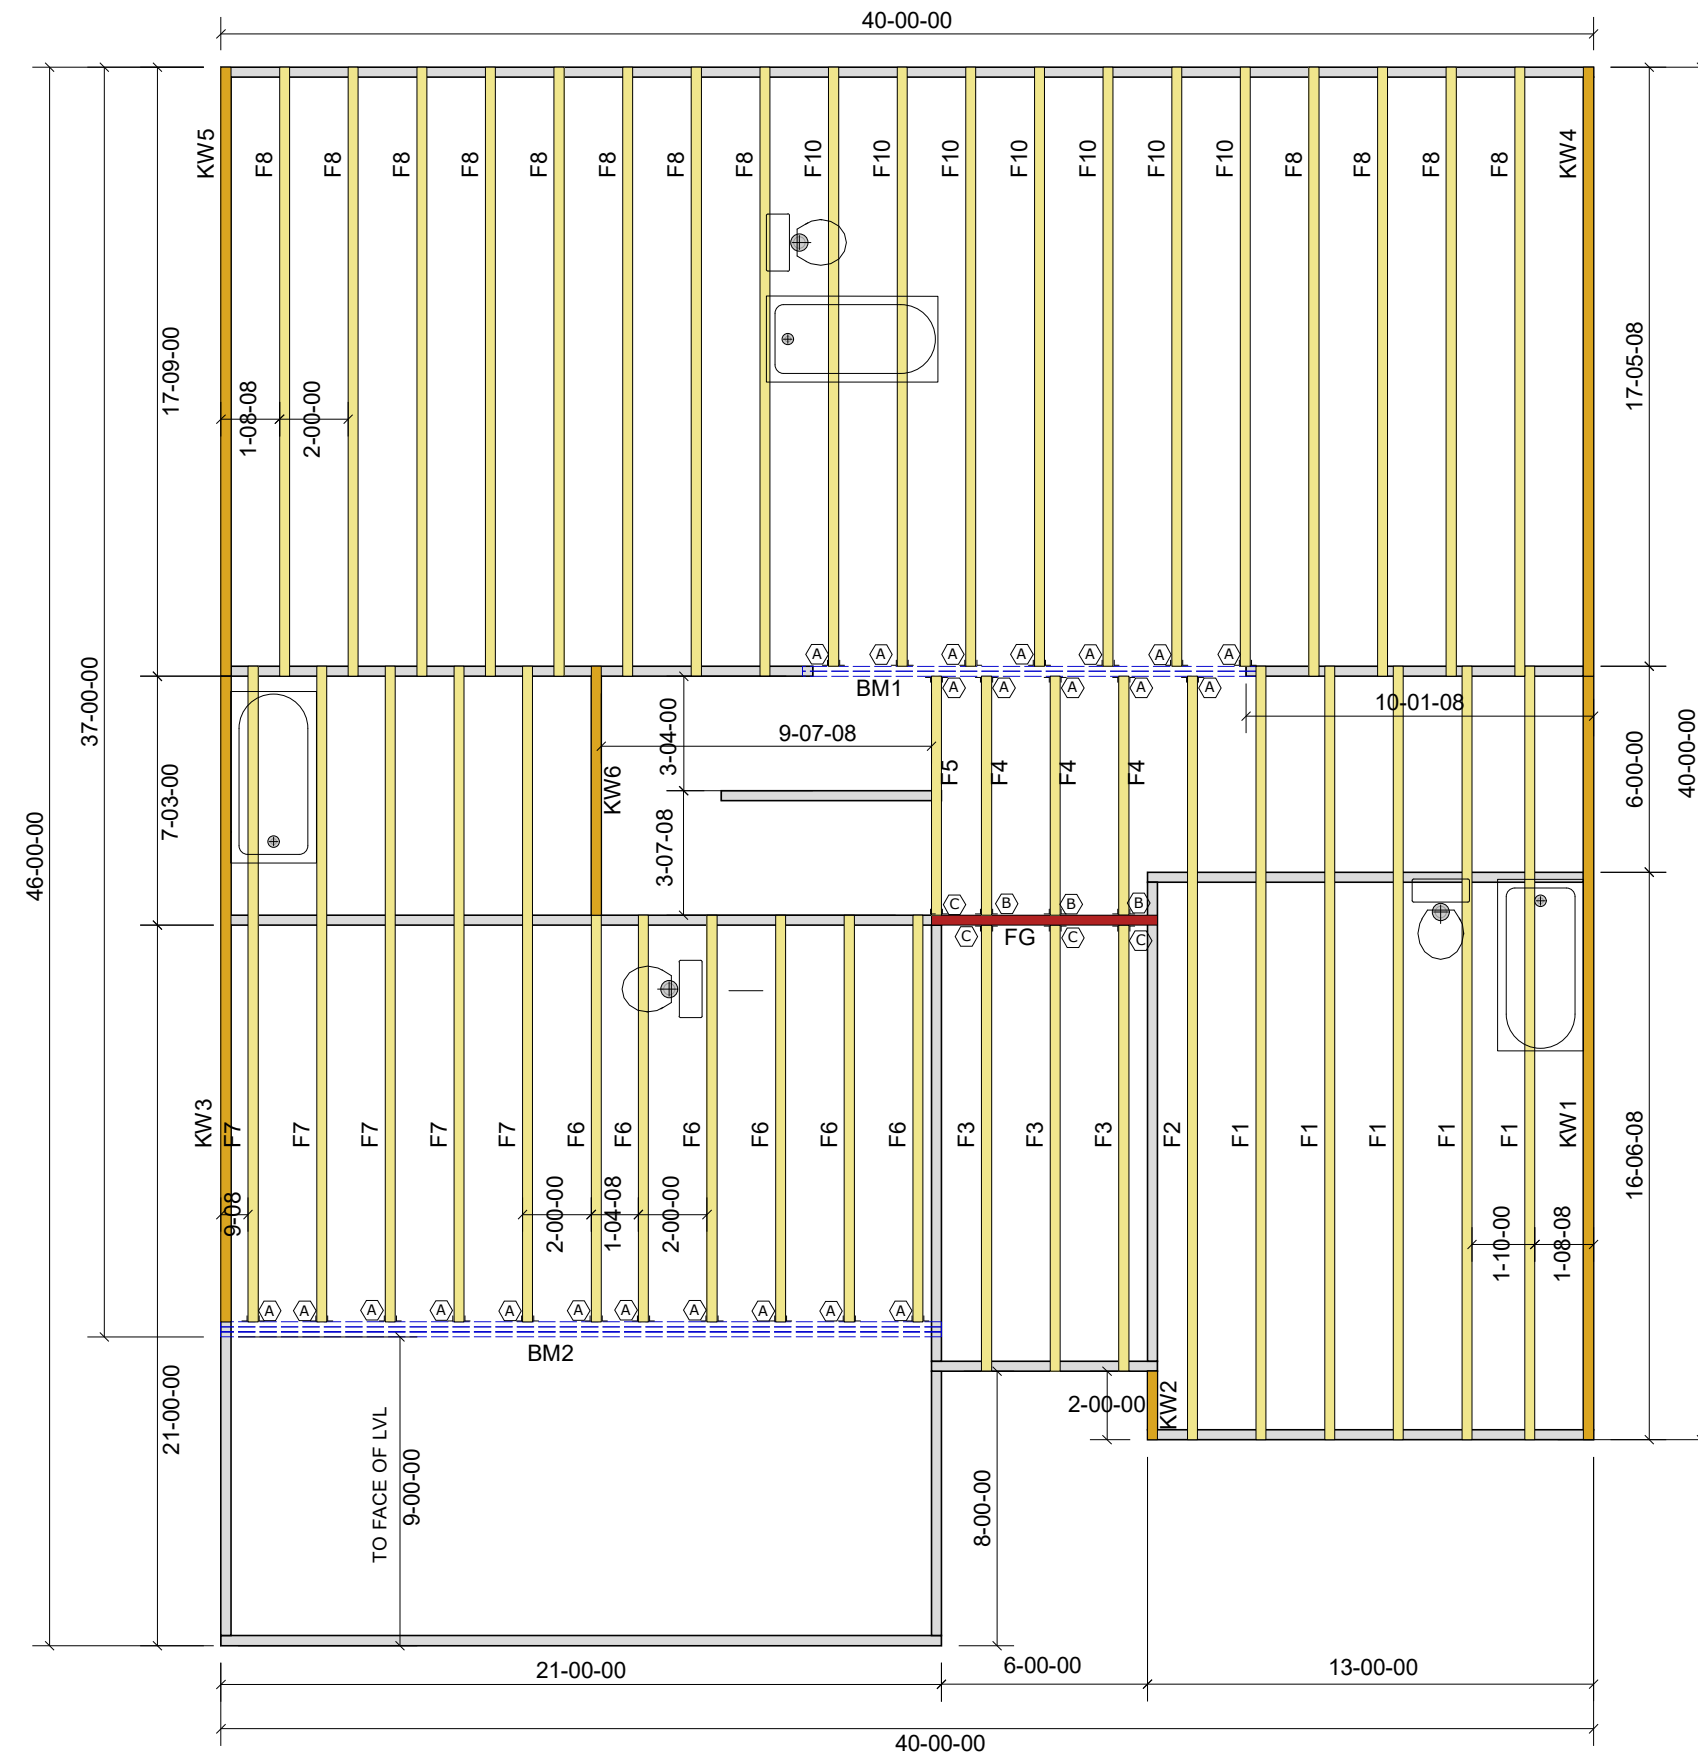 40-00-00
KW5
F8
F8
F8
F8
F8
F8
F8
F8
F10
F10
F10
F10
F10
F10
F10
F8
F8
F8
F8
KW4
17-09-00
17-05-08
1-08-08
2-00-00
A
A
A
A
A
A
A
BM1
A
A
A
A
A
10-01-08
37-00-00
9-07-08
3-04-00
KW6
F5
F4
F4
F4
6-00-00
40-00-00
7-03-00
3-07-08
46-00-00
C
B
B
B
C
FG
C
C
KW3
F7
F7
F7
F7
F7
F6
F6
F6
F6
F6
F6
F3
F3
F3
F2
F1
F1
F1
F1
F1
KW1
16-06-08
9-08
2-00-00
1-04-08
2-00-00
1-10-00
1-08-08
A
A
A
A
A
A
A
A
A
A
A
BM2
21-00-00
2-00-00
KW2
TO FACE OF LVL
9-00-00
8-00-00
21-00-00
6-00-00
13-00-00
40-00-00